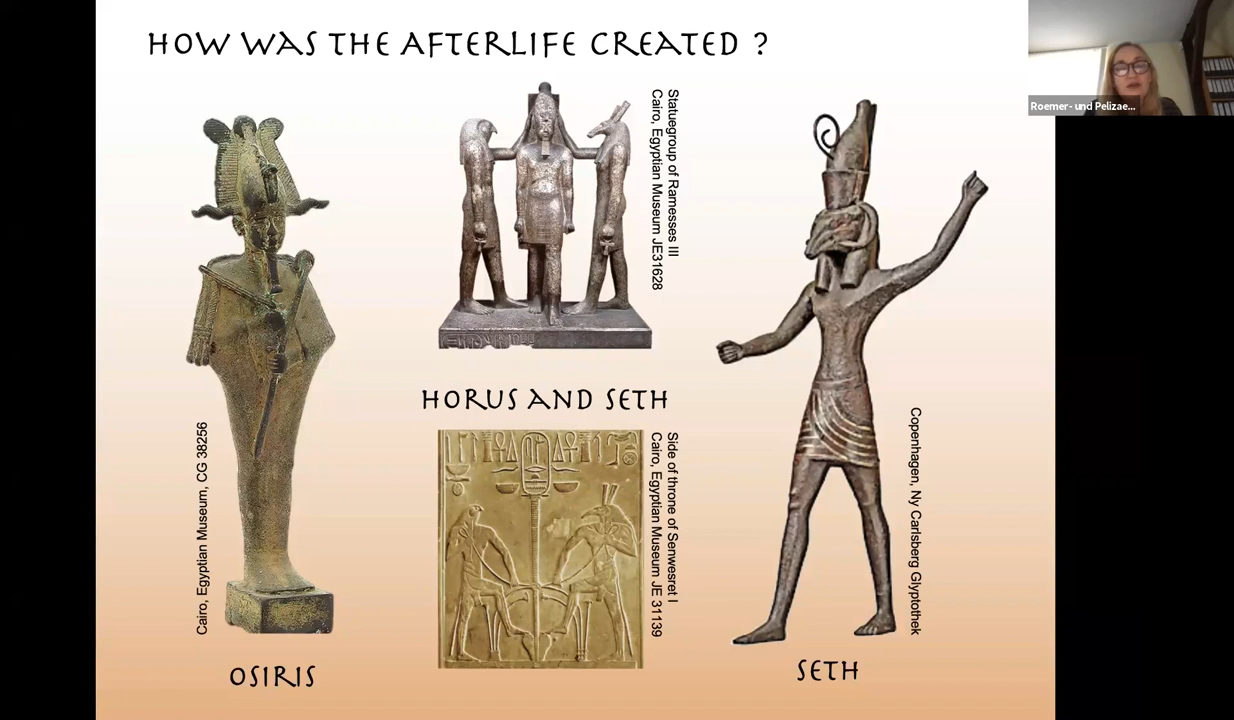 HOW WAS THE AFTERLIFE CREATED ?
Roemer- und Pelizae...
Statuegroup of Ramesses III
Cairo, Egyptian Museum JE31628
HORUS AND SETH
Side of throne of Senwesret I
Cairo, Egyptian Museum JE 31139
Cairo, Egyptian Museum, CG 38256
OSIRIS
Copenhagen, Ny Carlsberg Glyptothek
SETH